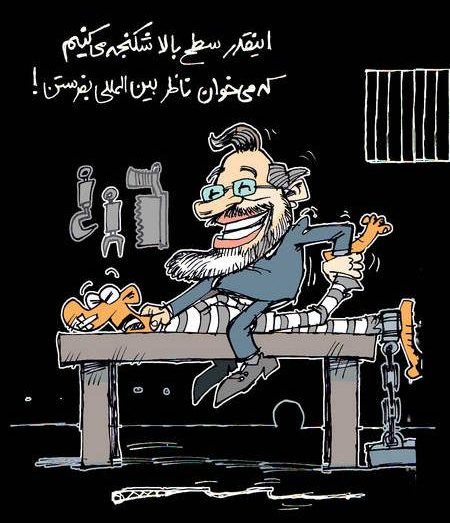 اینقدر سطح بالا شکنجه می‌کنیم
که می‌خوان ناظر بین المللی بفرستن!